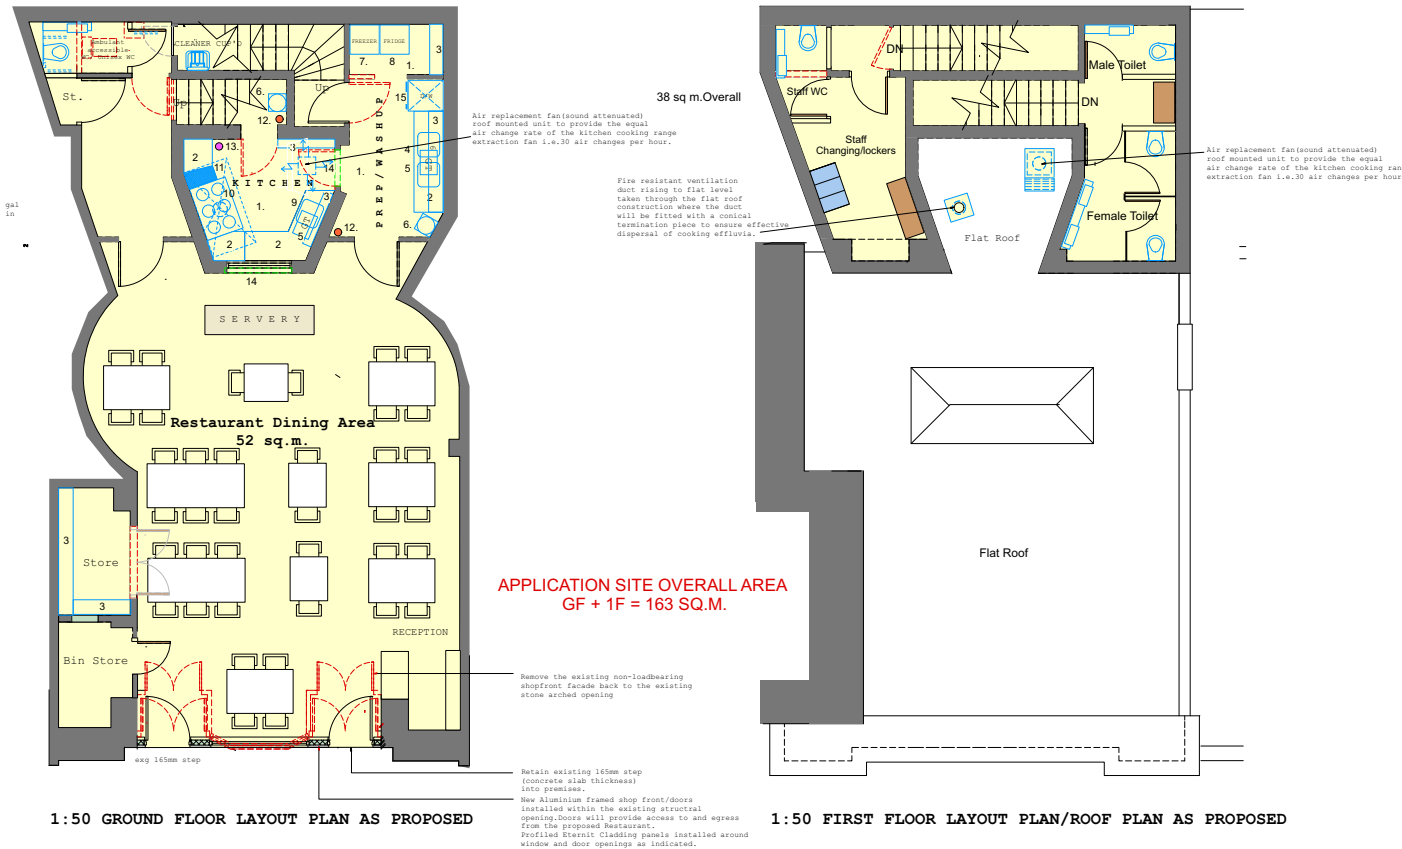 Ambulant
accessible
Unisex WC
CLEANER CUP'D
FREEZER
FRIDGE
3
7.
8
1.
St.
Up
Up
6.
12.
15
D/W
3
PREP/WASHUP
13.
2
11
3
14
4
5
1.
KITCHEN
10
9
3
1.
2
2
2
5
GT
6.
12.
14
SERVERY
Restaurant Dining Area
52 sq.m.
3
Store
3
Bin Store
RECEPTION
exg 165mm step
gal
in
Air replacement fan(sound attenuated)
roof mounted unit to provide the equal
air change rate of the kitchen cooking range
extraction fan i.e.30 air changes per hour.
38 sq m.Overall
Fire resistant ventilation
duct rising to flat level
taken through the flat roof
construction where the duct
will be fitted with a conical
termination piece to ensure effective
dispersal of cooking effluvia.
APPLICATION SITE OVERALL AREA
GF + 1F = 163 SQ.M.
Remove the existing non-loadbearing
shopfront facade back to the existing
stone arched opening
Retain existing 165mm step
(concrete slab thickness)
into premises.
New Aluminium framed shop front/doors
installed within the existing structral
opening.Doors will provide access to and egress
from the proposed Restaurant.
Profiled Eternit Cladding panels installed around
window and door openings as indicated.
1:50 GROUND FLOOR LAYOUT PLAN AS PROPOSED
DN
Male Toilet
Staff WC
DN
Staff
Changing/lockers
Female Toilet
Flat Roof
Air replacement fan(sound attenuated)
roof mounted unit to provide the equal
air change rate of the kitchen cooking ran
extraction fan i.e.30 air changes per hour
Flat Roof
1:50 FIRST FLOOR LAYOUT PLAN/ROOF PLAN AS PROPOSED